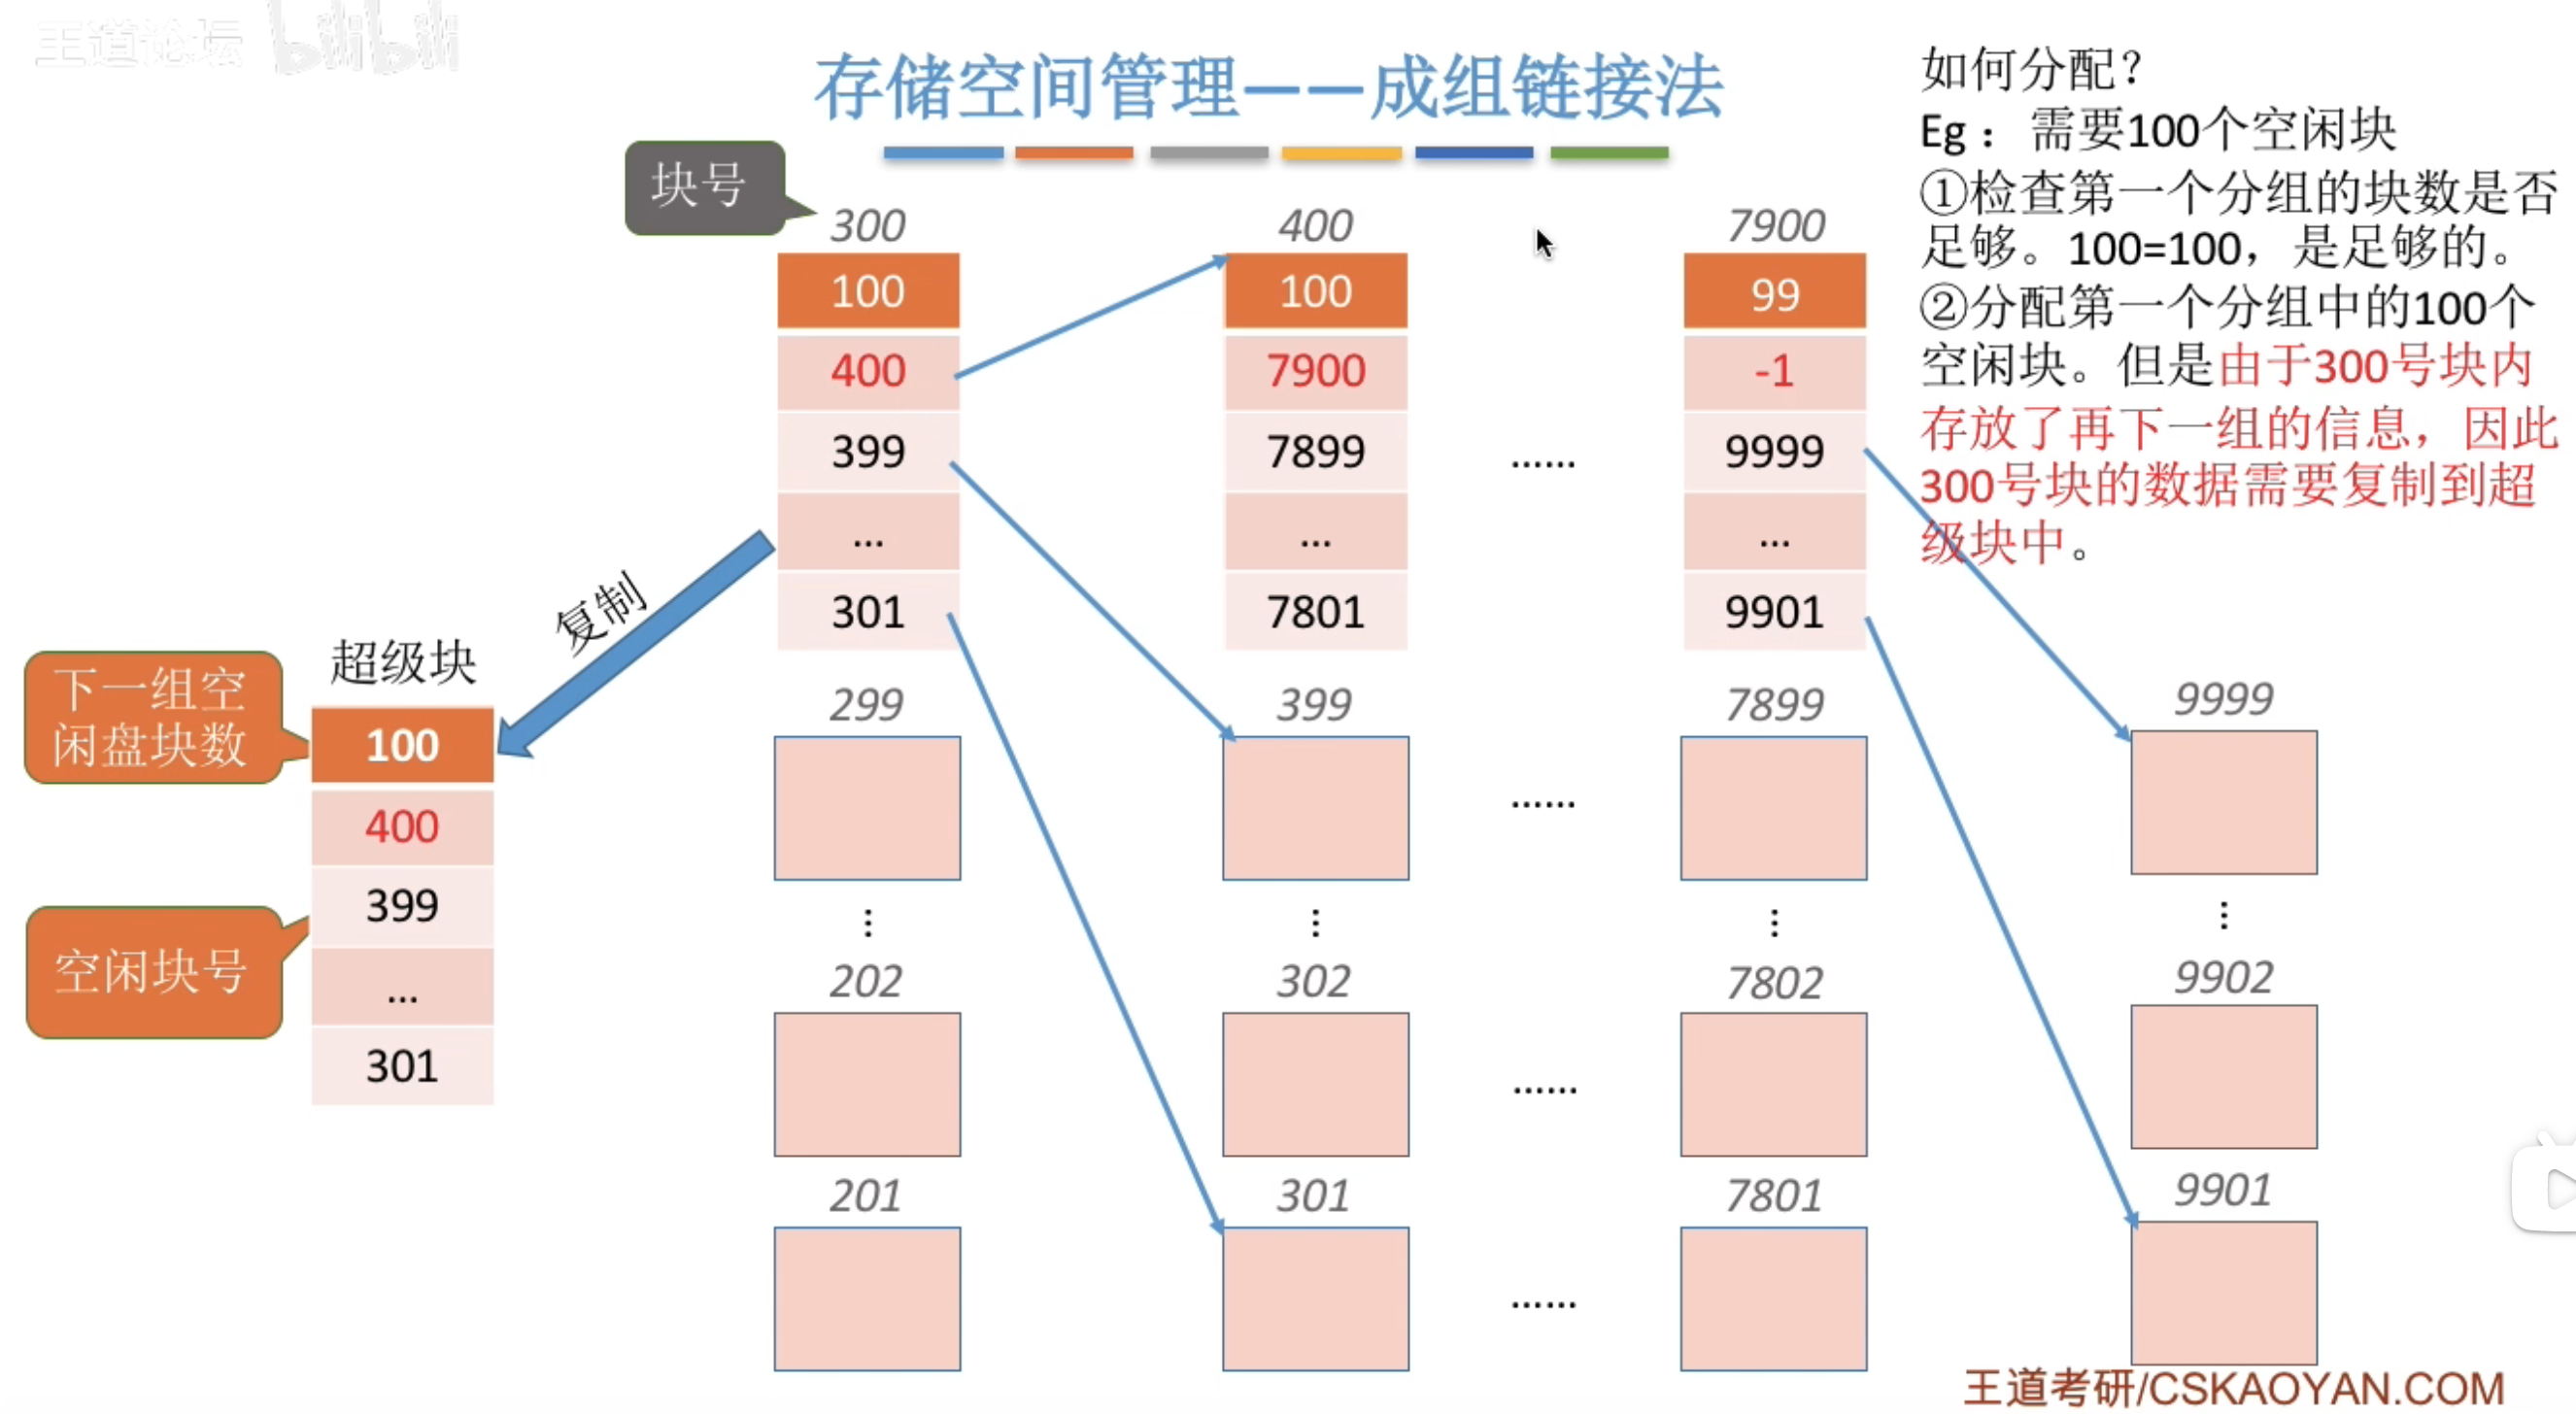 王道论坛 bilibili
存储空间管理——成组链接法
如何分配？
Eg：需要100个空闲块
①检查第一个分组的块数是否
足够。100=100，是足够的。
②分配第一个分组中的100个
空闲块。但是由于300号块内
存放了再下一组的信息，因此
300号块的数据需要复制到超
级块中。
块号
300
100
400
399
...
301
400
100
7900
7899
...
7801
......
7900
99
-1
9999
...
9901
复制
超级块
下一组空
闲盘块数
100
400
399
...
301
空闲块号
299
399
......
7899
9999
202
302
......
7802
9902
201
301
......
7801
9901
王道考研/CSKAOYAN.COM